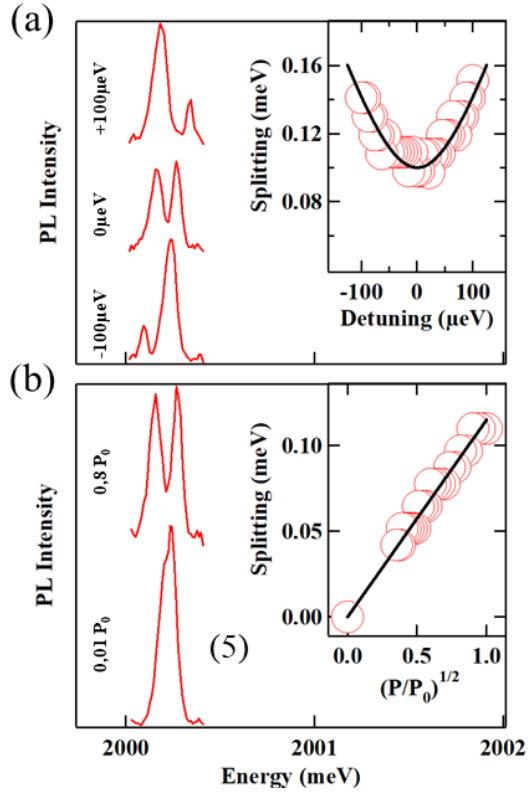 (a)
PL Intensity
+100µeV
0µeV
-100µeV
Splitting (meV)
0.16
0.12
0.08
-100 0 100
Detuning (µeV)
(b)
PL Intensity
0,8 P0
0,01 P0
(5)
Splitting (meV)
0.10
0.05
0.00
0.0 0.5 1.0
(P/P0)1/2
2000 2001 2002
Energy (meV)